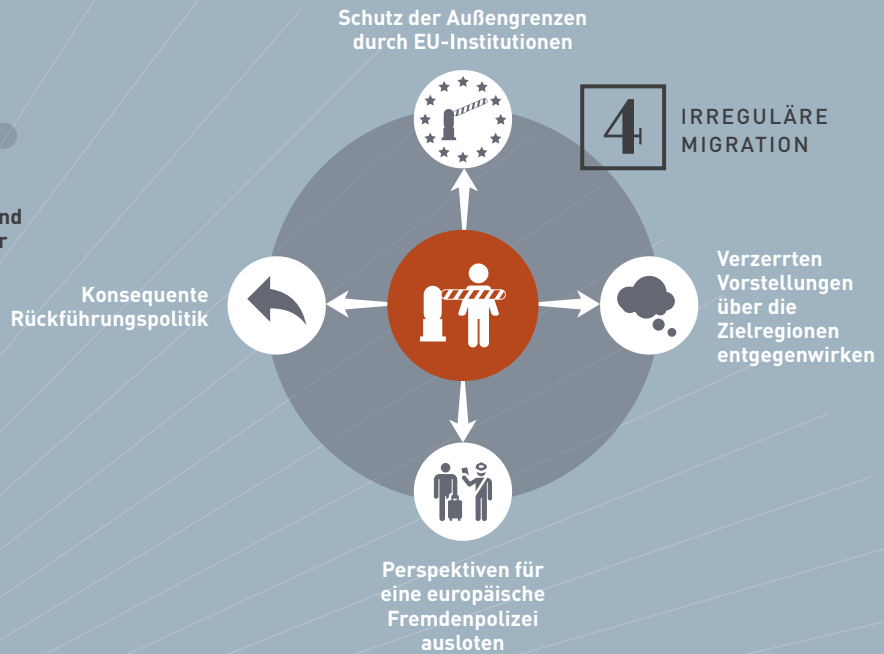 Schutz der Außengrenzen
durch EU-Institutionen
4
IRREGULÄRE
MIGRATION
Konsequente
Rückführungspolitik
Verzerrten
Vorstellungen
über die
Zielregionen
entgegenwirken
Perspektiven für
eine europäische
Fremdenpolizei
ausloten